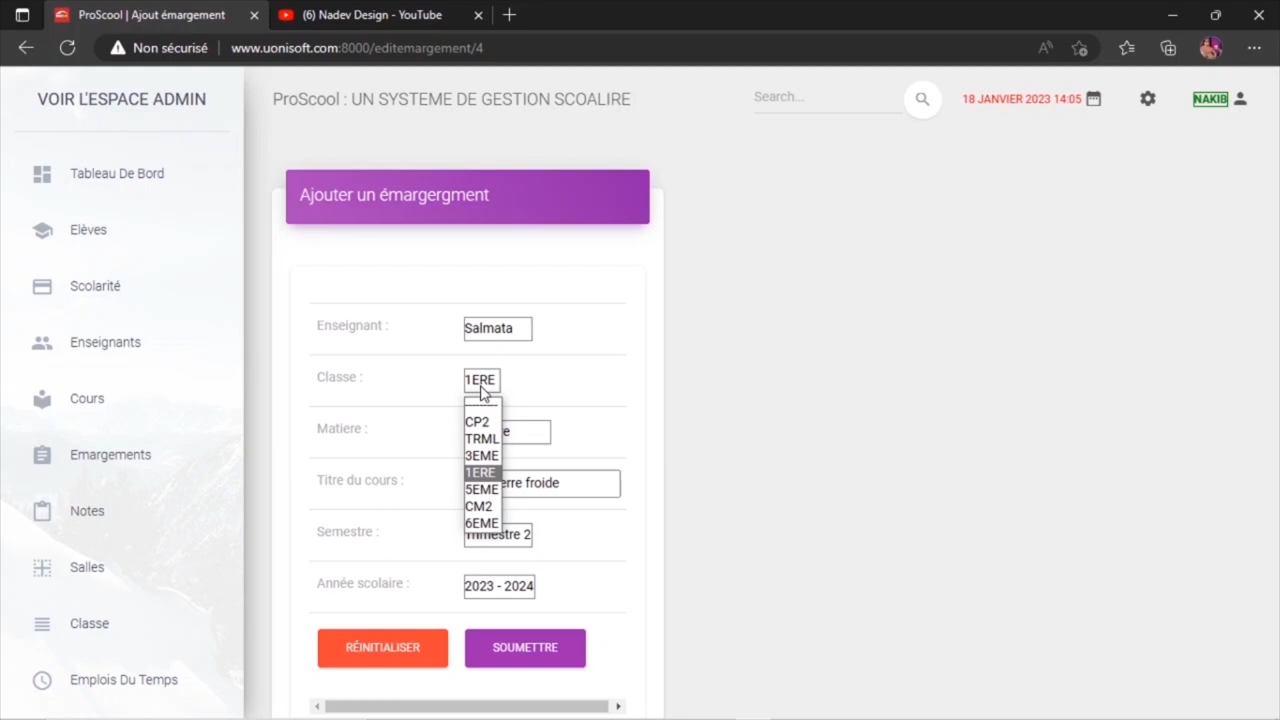 ProScool | Ajout émargement
(6) Nadev Design - YouTube
Non sécurisé
www.uonisoft.com:8000/editemargement/4
VOIR L'ESPACE ADMIN
ProScool : UN SYSTEME DE GESTION SCOALIRE
Search...
18 JANVIER 2023 14:05
NAKIB
Tableau De Bord
Elèves
Scolarité
Enseignants
Cours
Emargements
Notes
Salles
Classe
Emplois Du Temps
Ajouter un émargergment
Enseignant :
Salmata
Classe :
1ERE
CP2
TRML
3EME
1ERE
5EME
CM2
6EME
Matiere :
Titre du cours :
froide
Semestre :
Trimestre 2
Année scolaire :
2023 - 2024
RÉINITIALISER
SOUMETTRE